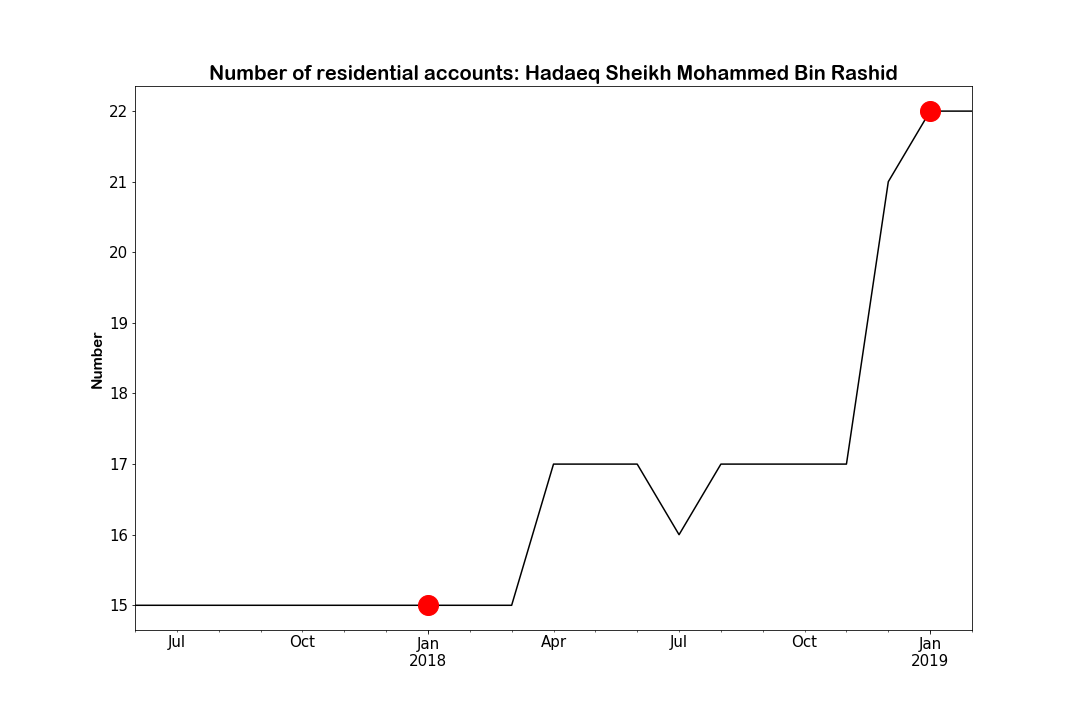 Number of residential accounts: Hadaeq Sheikh Mohammed Bin Rashid
22
21
20
19
18
17
16
15
Number
Jul
Oct
Jan
2018
Apr
Jul
Oct
Jan
2019